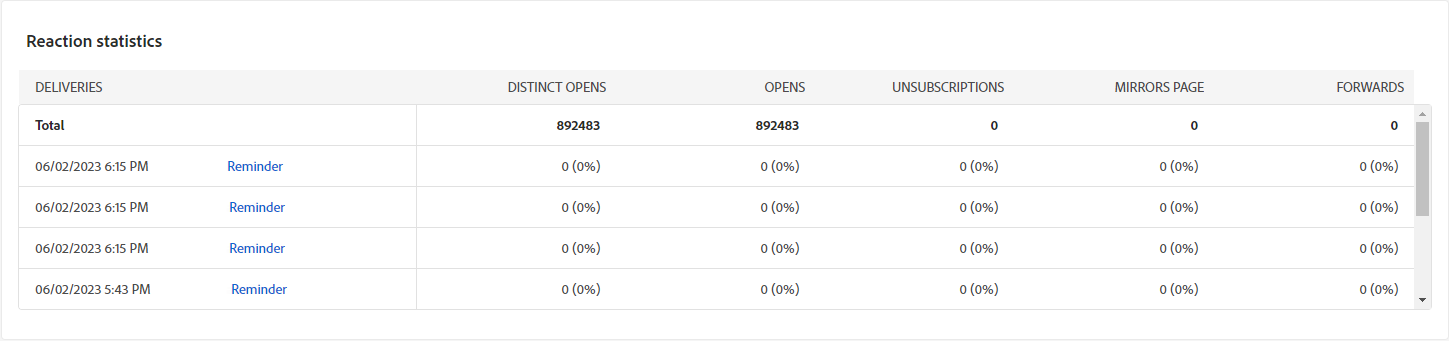 Reaction statistics
DELIVERIES DISTINCT OPENS OPENS UNSUBSCRIPTIONS MIRRORS PAGE FORWARDS
Total 892483 892483 0 0 0
06/02/2023 6:15 PM Reminder 0 (0%) 0 (0%) 0 (0%) 0 (0%) 0 (0%)
06/02/2023 6:15 PM Reminder 0 (0%) 0 (0%) 0 (0%) 0 (0%) 0 (0%)
06/02/2023 6:15 PM Reminder 0 (0%) 0 (0%) 0 (0%) 0 (0%) 0 (0%)
06/02/2023 5:43 PM Reminder 0 (0%) 0 (0%) 0 (0%) 0 (0%) 0 (0%)